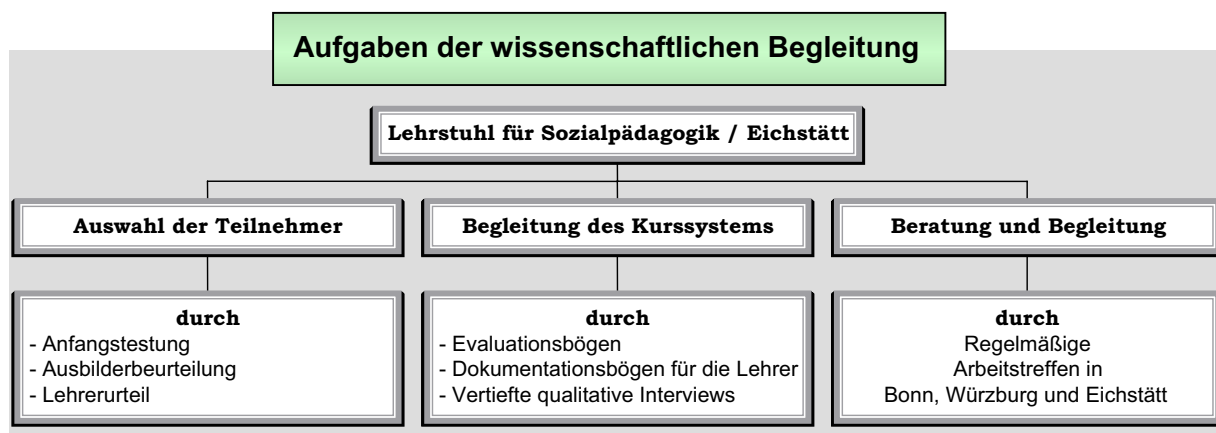 Aufgaben der wissenschaftlichen Begleitung
Lehrstuhl für Sozialpädagogik / Eichstätt
Auswahl der Teilnehmer
Begleitung des Kurssystems
Beratung und Begleitung
durch
- Anfangstestung
- Ausbilderbeurteilung
- Lehrerurteil
durch
- Evaluationsbögen
- Dokumentationsbögen für die Lehrer
- Vertiefte qualitative Interviews
durch
Regelmäßige
Arbeitstreffen in
Bonn, Würzburg und Eichstätt